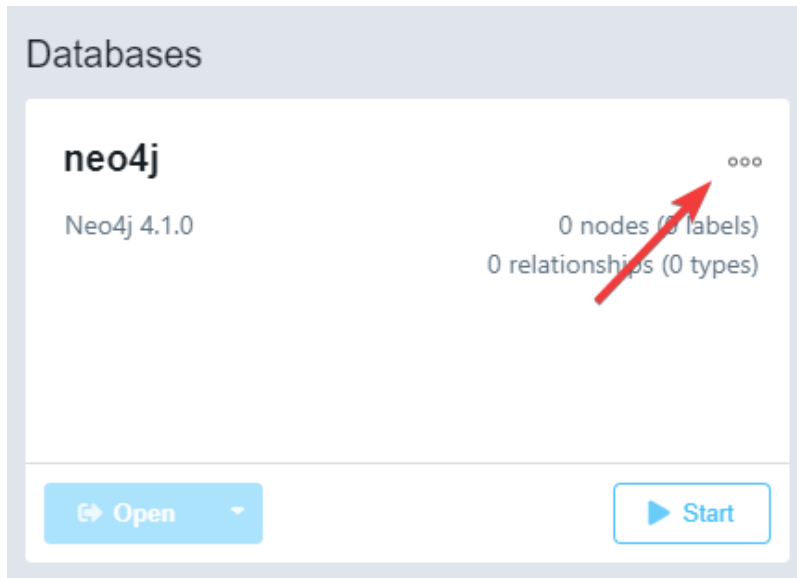 Databases
neo4j
Neo4j 4.1.0
0 nodes (0 labels)
0 relationships (0 types)
Open
Start